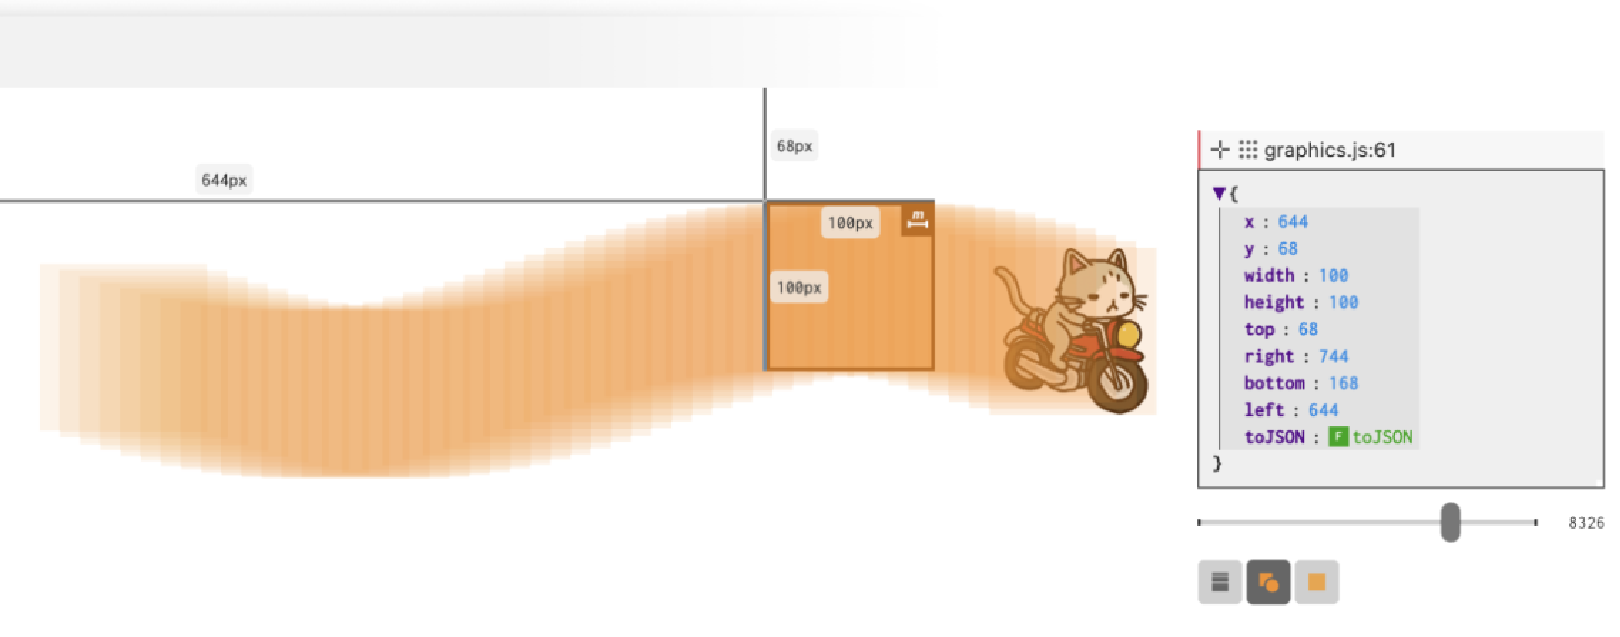 68px
644px
100px
m
100px
graphics.js:61
▼{
x : 644
y : 68
width : 100
height : 100
top : 68
right : 744
bottom : 168
left : 644
toJSON : F toJSON
}
8326